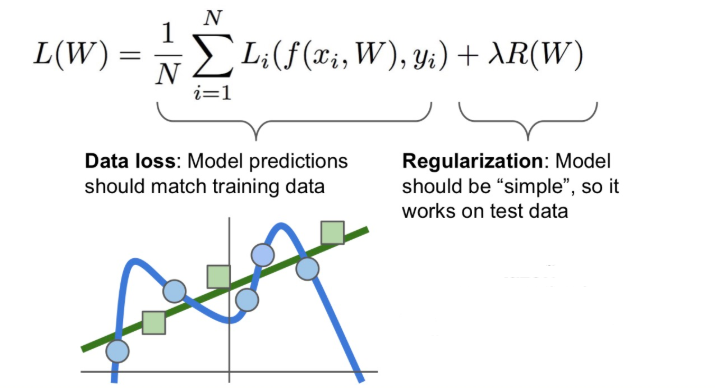 L(W) = \frac{1}{N} \sum_{i=1}^{N} L_i(f(x_i, W), y_i) + \lambda R(W)
Data loss: Model predictions
should match training data
Regularization: Model
should be “simple”, so it
works on test data